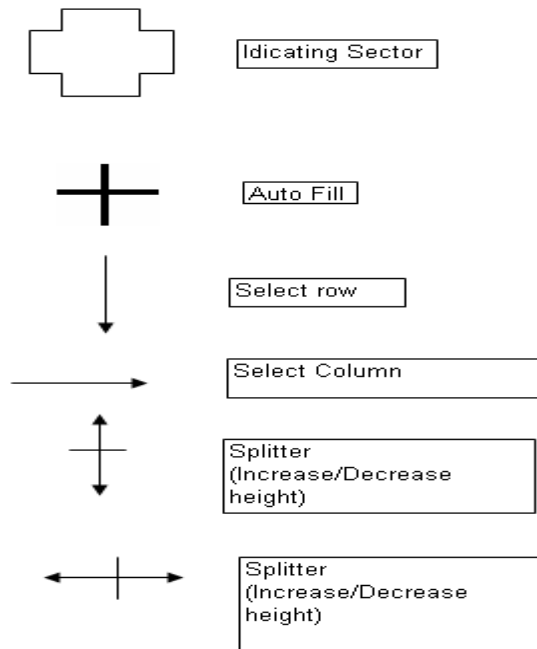 Idicating Sector
Auto Fill
Select row
Select Column
Splitter
(Increase/Decrease
height)
Splitter
(Increase/Decrease
height)